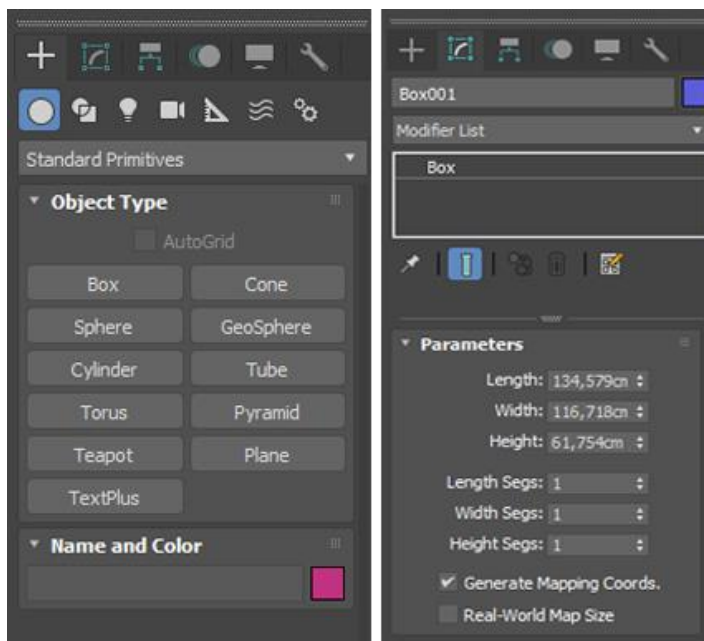 Standard Primitives
Object Type
AutoGrid
Box Cone
Sphere GeoSphere
Cylinder Tube
Torus Pyramid
Teapot Plane
TextPlus
Name and Color
Box001
Modifier List
Box
Parameters
Length: 134,579cm
Width: 116,718cm
Height: 61,754cm
Length Segs: 1
Width Segs: 1
Height Segs: 1
Generate Mapping Coords.
Real-World Map Size